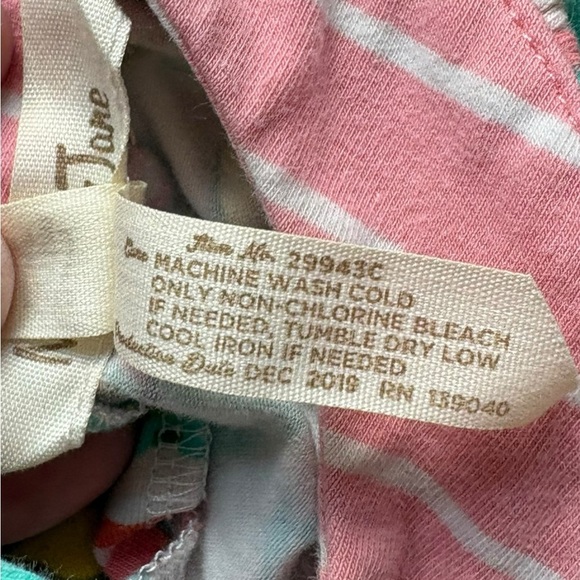 Jane
Item No. 29943C
Care MACHINE WASH COLD
ONLY NON-CHLORINE BLEACH
IF NEEDED, TUMBLE DRY LOW
COOL IRON IF NEEDED
Production Date DEC 2019 RN 139040